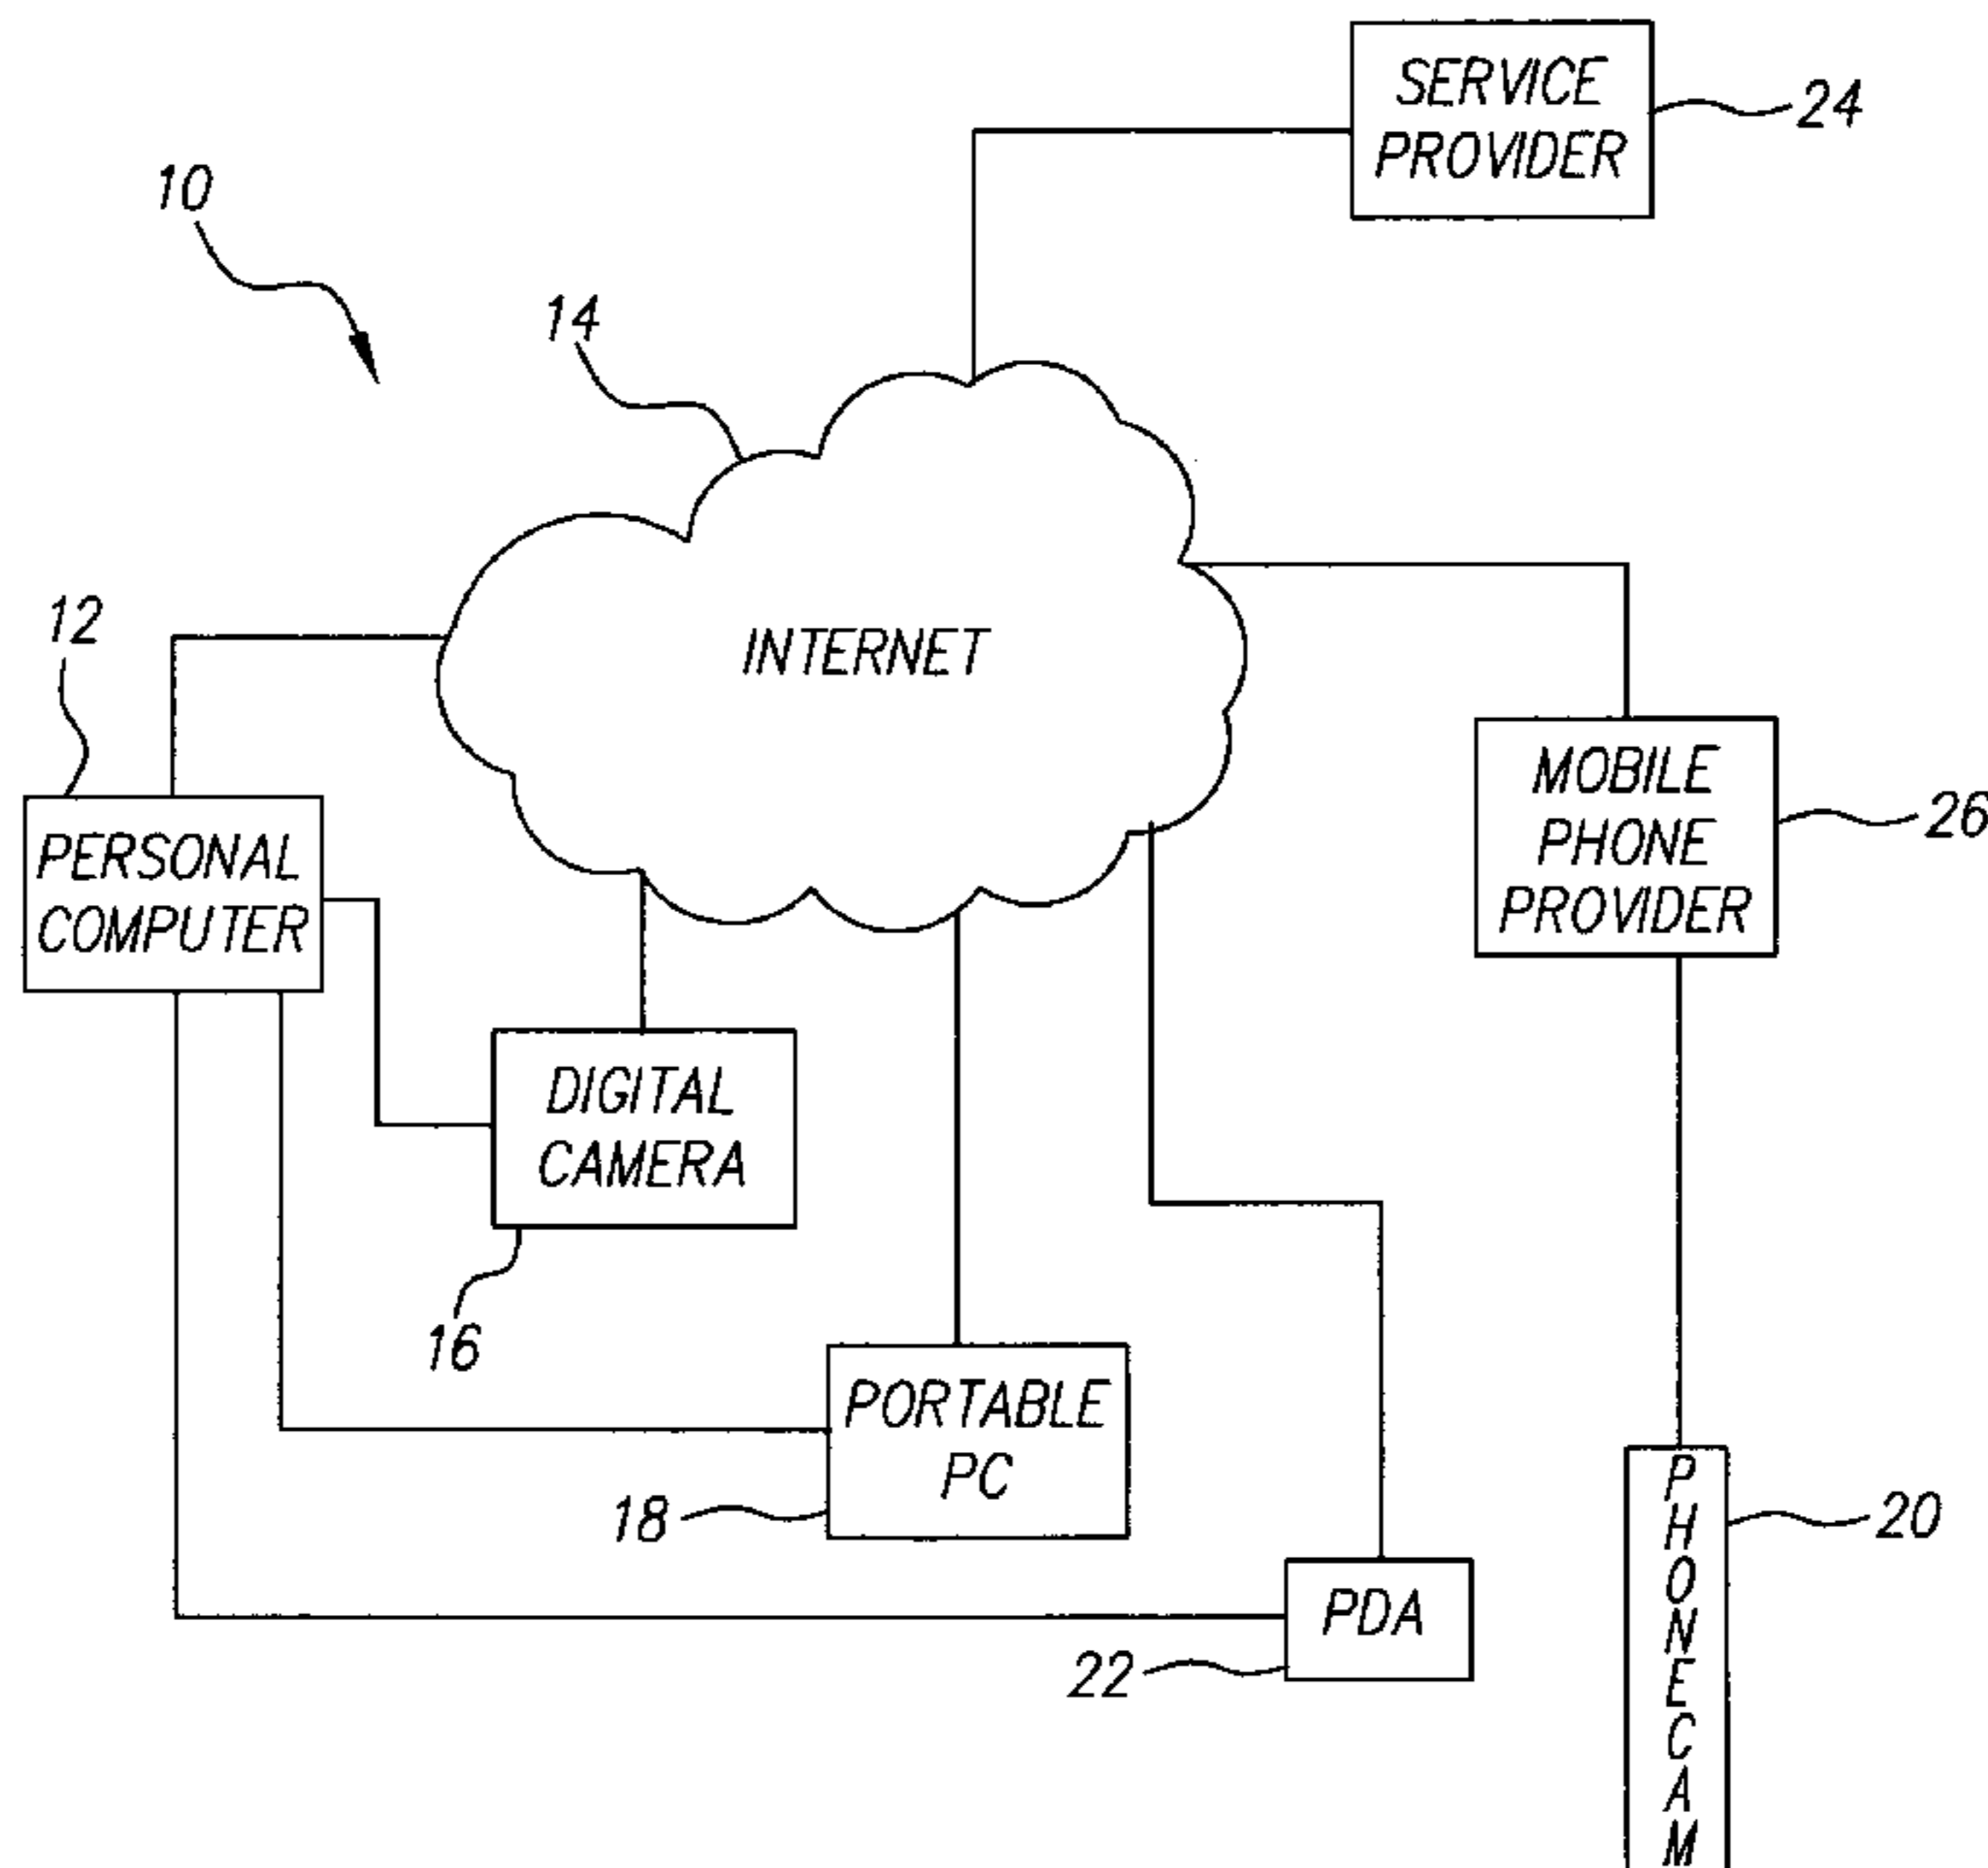 SERVICE
PROVIDER
24
10
14
INTERNET
12
PERSONAL
COMPUTER
MOBILE
PHONE
PROVIDER
26
DIGITAL
CAMERA
16
PORTABLE
PC
18
PHONECAM
20
PDA
22